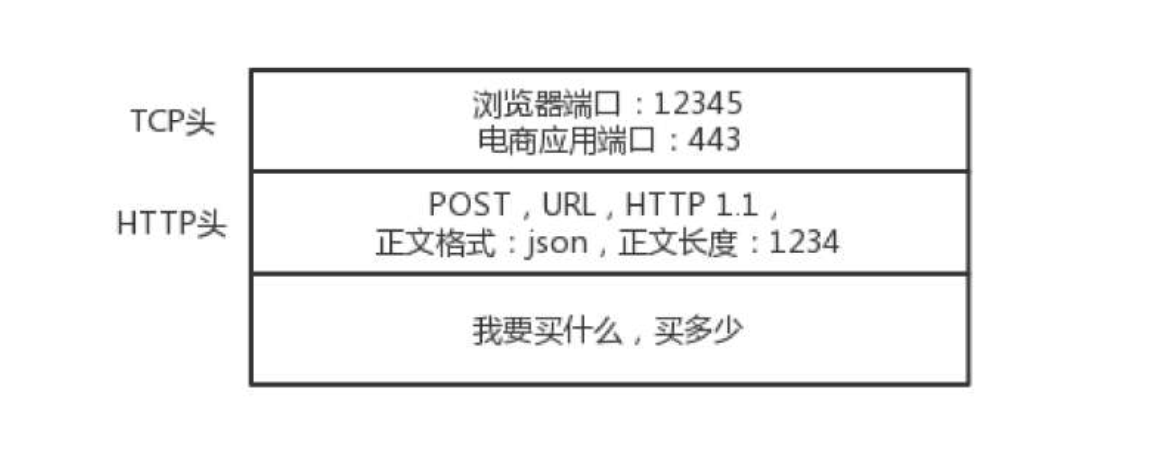 TCP头
浏览器端口：12345
电商应用端口：443
HTTP头
POST，URL，HTTP 1.1，
正文格式：json，正文长度：1234
我要买什么，买多少